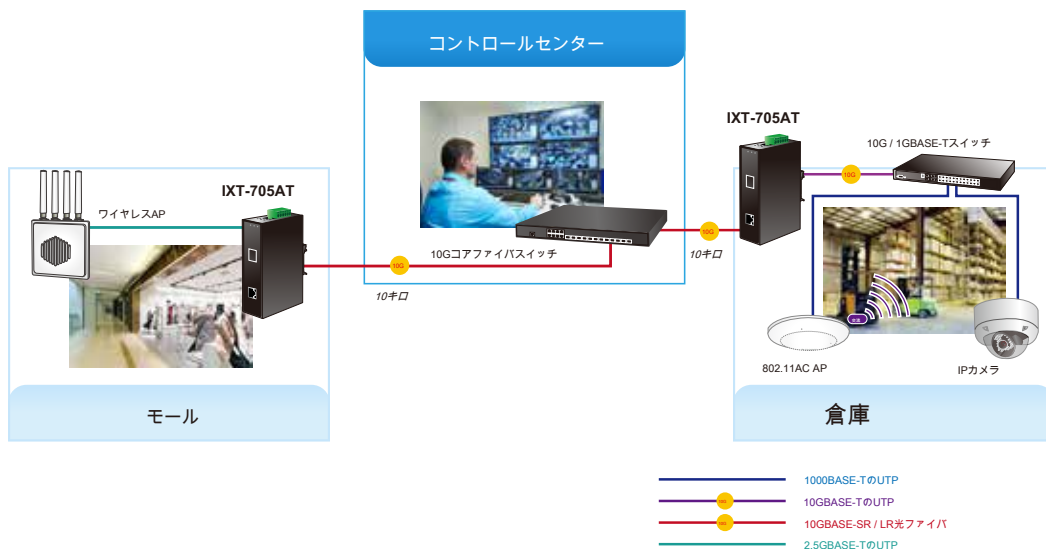 コントロールセンター
IXT-705AT
10G / 1GBASE-Tスイッチ
10G
IXT-705AT
ワイヤレスAP
10Gコアファイバスイッチ
10G
10G
10キロ
10キロ
802.11AC AP
IPカメラ
モール
倉庫
1000BASE-TのUTP
10GBASE-TのUTP
10GBASE-SR / LR光ファイバ
2.5GBASE-TのUTP